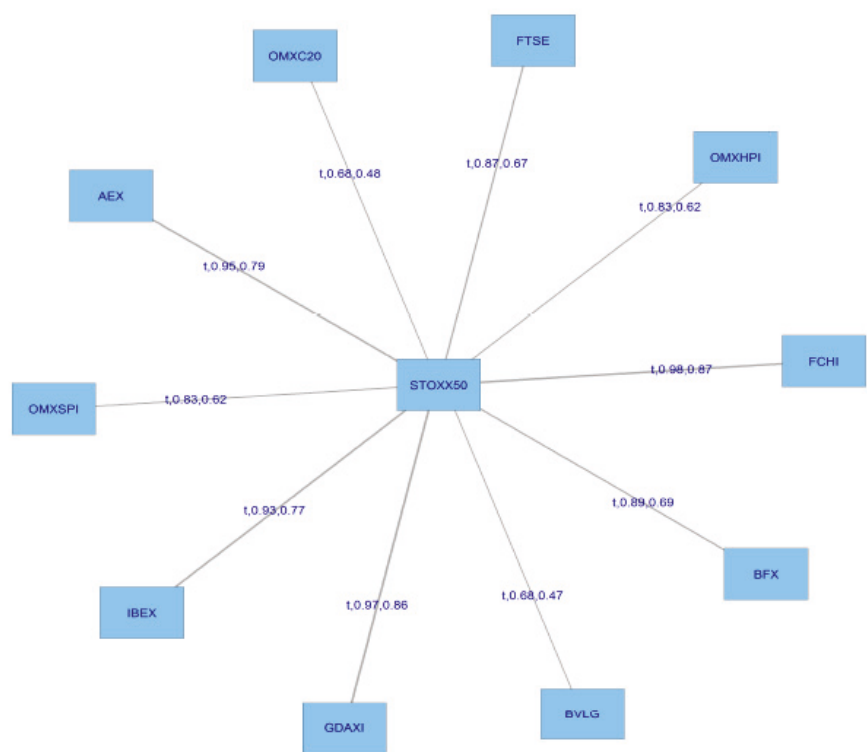 FTSE
OMXC20
OMXHPI
t,0.87,0.67
t,0.68,0.48
AEX
t,0.83,0.62
t,0.95,0.79
FCHI
t,0.98,0.87
STOXX50
t,0.83,0.62
OMXSPI
t,0.89,0.69
t,0.93,0.77
BFX
t,0.68,0.47
t,0.97,0.86
IBEX
GDAXI
BVLG